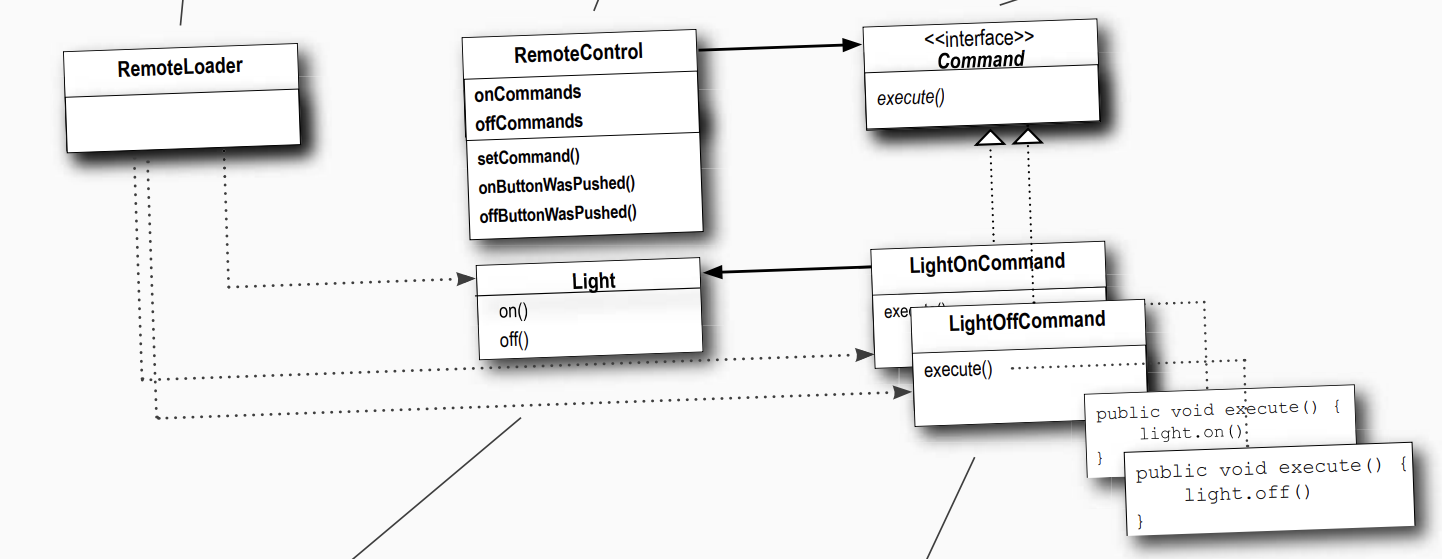 RemoteLoader
RemoteControl
onCommands
offCommands
setCommand()
onButtonWasPushed()
offButtonWasPushed()
<<interface>>
Command
execute()
Light
on()
off()
LightOnCommand
LightOffCommand
execute()
public void execute() {
light.on()
}
public void execute() {
light.off()
}